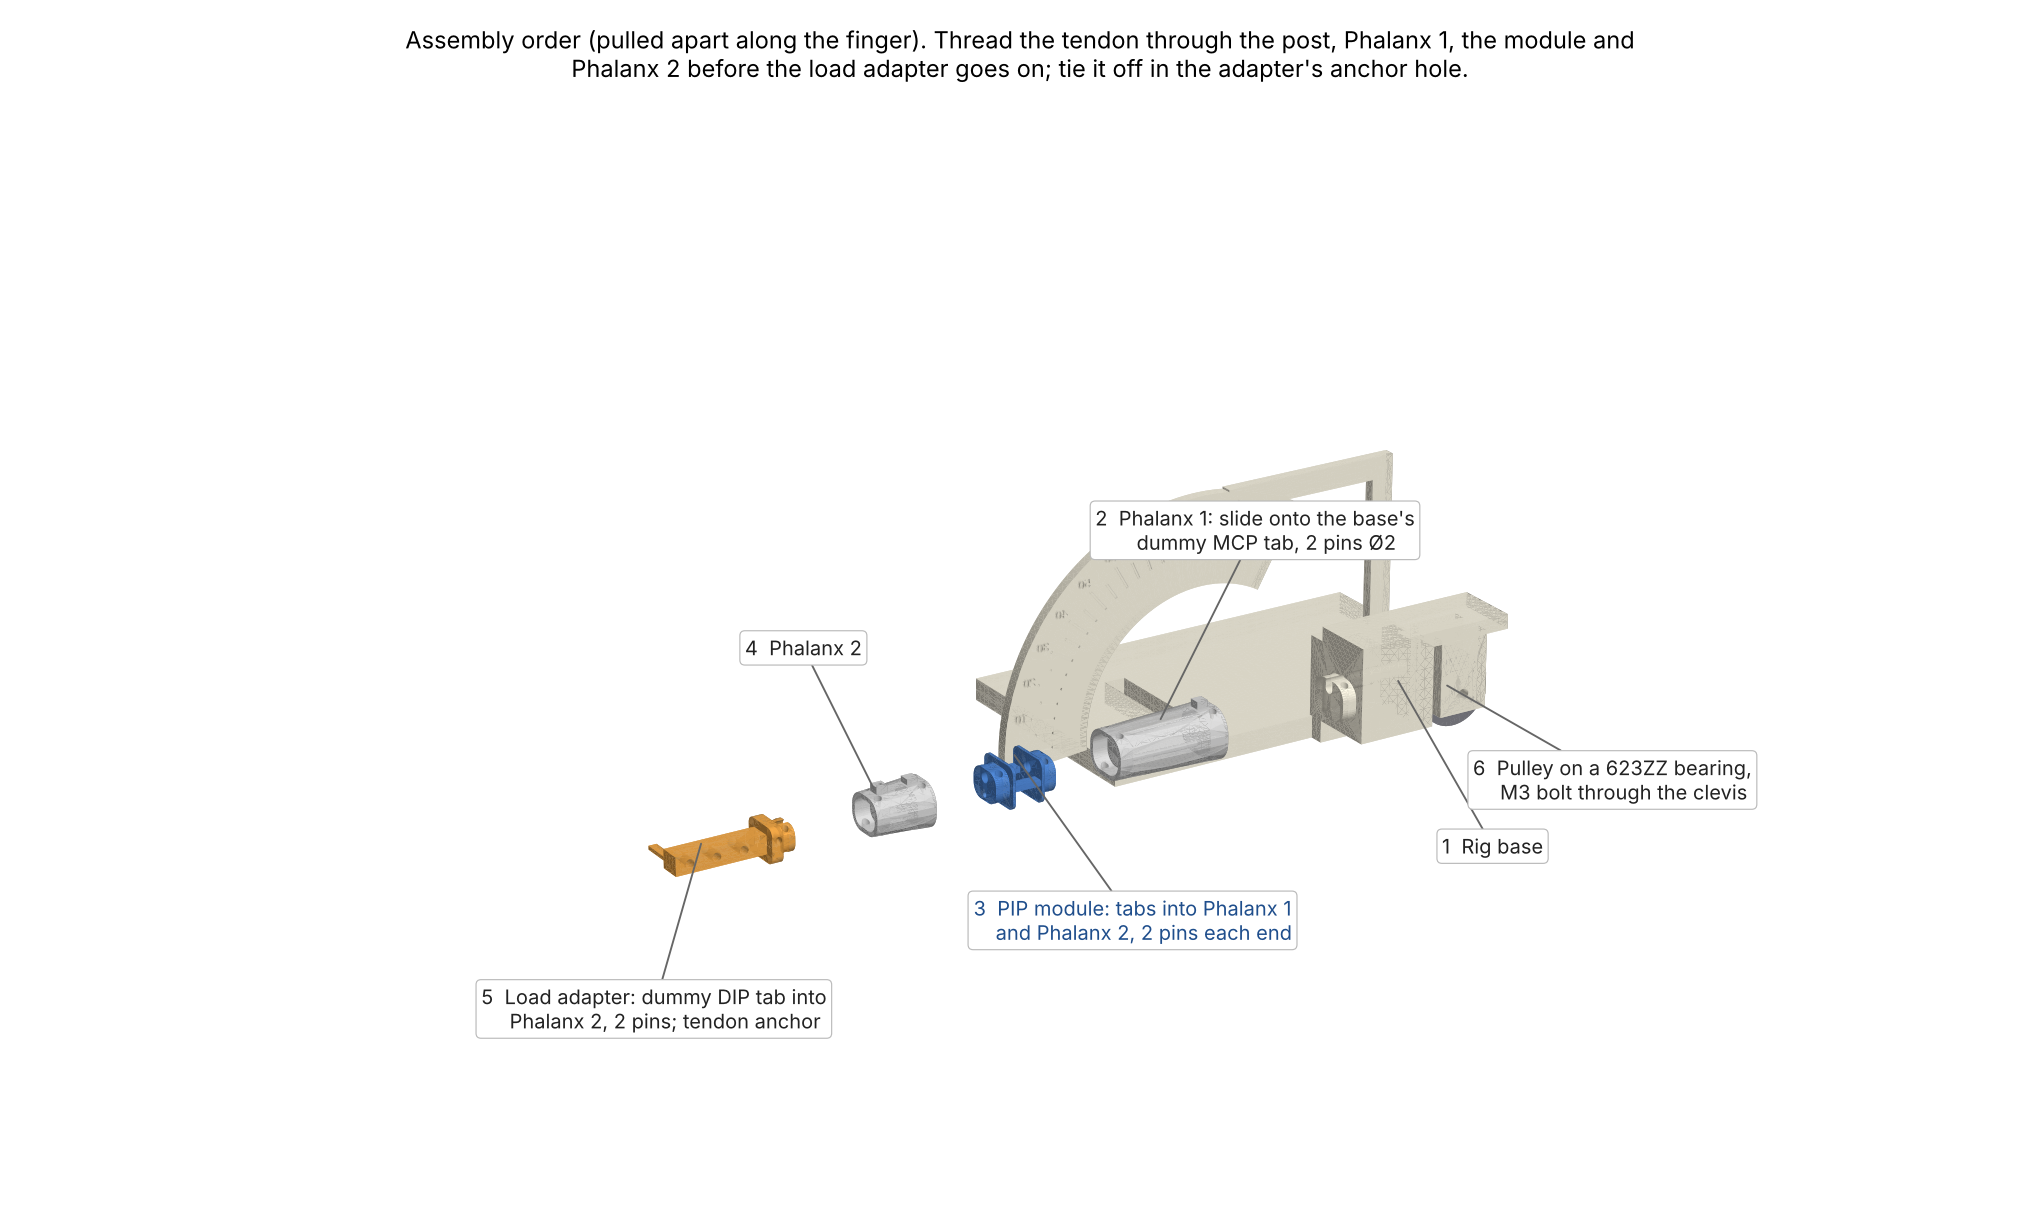 Assembly order (pulled apart along the finger). Thread the tendon through the post, Phalanx 1, the module and
Phalanx 2 before the load adapter goes on; tie it off in the adapter's anchor hole.
2 Phalanx 1: slide onto the base's
dummy MCP tab, 2 pins Ø2
4 Phalanx 2
6 Pulley on a 623ZZ bearing,
M3 bolt through the clevis
1 Rig base
3 PIP module: tabs into Phalanx 1
and Phalanx 2, 2 pins each end
5 Load adapter: dummy DIP tab into
Phalanx 2, 2 pins; tendon anchor